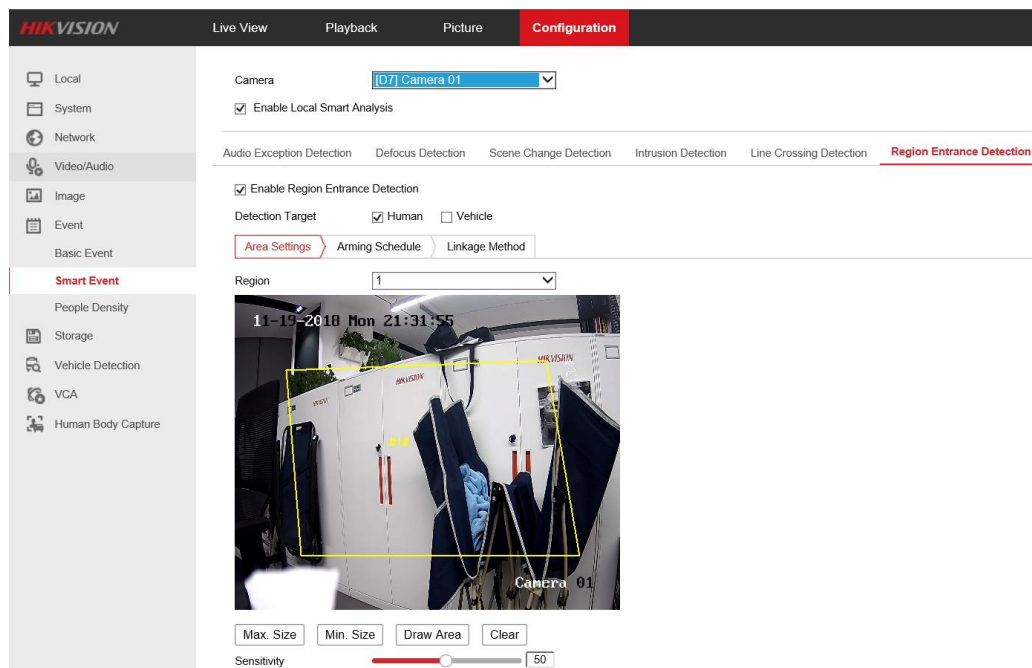 HIKVISION Live View Playback Picture Configuration
Local
System
Network
Video/Audio
Image
Event
Basic Event
Smart Event
People Density
Storage
Vehicle Detection
VCA
Human Body Capture
Camera [D7] Camera 01
Enable Local Smart Analysis
Audio Exception Detection Defocus Detection Scene Change Detection Intrusion Detection Line Crossing Detection Region Entrance Detection
Enable Region Entrance Detection
Detection Target Human Vehicle
Area Settings Arming Schedule Linkage Method
Region 1
11-19-2018 Mon 21:31:55
HIKVISION
HIKVISION
#1#
Camera 01
Max. Size Min. Size Draw Area Clear
Sensitivity 50